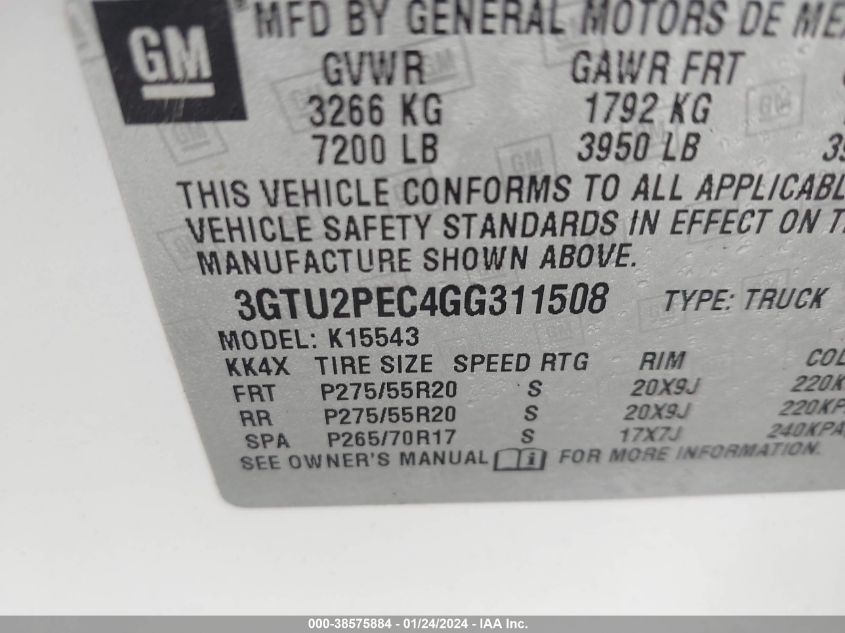 GM
MFD BY GENERAL MOTORS DE
GVWR GAWR FRT
3266 KG 1792 KG
7200 LB 3950 LB
THIS VEHICLE CONFORMS TO ALL
VEHICLE SAFETY STANDARDS IN EFFECT ON
MANUFACTURE SHOWN ABOVE.
3GTU2PEC4GG311508 TYPE: TRUCK
MODEL: K15543
KK4X TIRE SIZE SPEED RTG RIM
FRT P275/55R20 S 20X9J
RR P275/55R20 S 20X9J
SPA P265/70R17 S 17X7J 240KPA
SEE OWNER'S MANUAL FOR MORE INFORMATION.
000-38575884 / 01/24/2024 - IAA Inc.